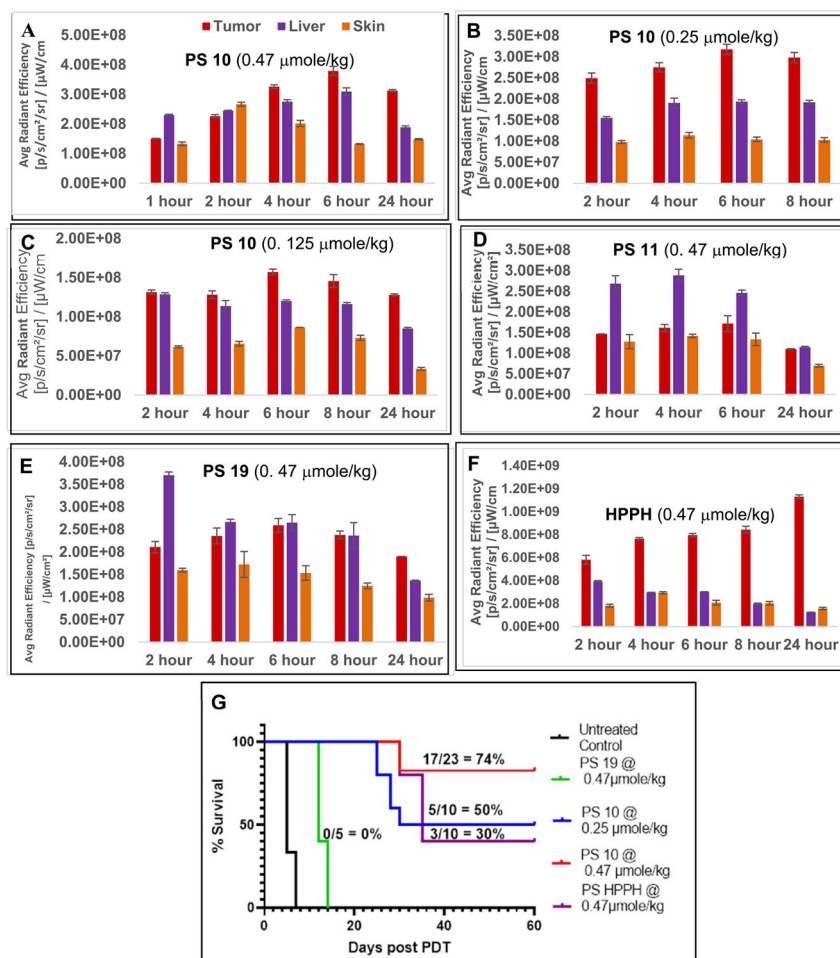 A
Tumor Liver Skin
PS 10 (0.47 µmole/kg)
Avg Radiant Efficiency
[p/s/cm²/sr] / [µW/cm
5.00E+08
4.00E+08
3.00E+08
2.00E+08
1.00E+08
0.00E+00
1 hour 2 hour 4 hour 6 hour 24 hour
B
PS 10 (0.25 µmole/kg)
Avg Radiant Efficiency
[p/s/cm²/sr] / [µW/cm
3.50E+08
3.00E+08
2.50E+08
2.00E+08
1.50E+08
1.00E+08
5.00E+07
0.00E+00
2 hour 4 hour 6 hour 8 hour
C
PS 10 (0. 125 µmole/kg)
Avg Radiant Efficiency
[p/s/cm²/sr] / [µW/cm
2.00E+08
1.50E+08
1.00E+08
5.00E+07
0.00E+00
2 hour 4 hour 6 hour 8 hour 24 hour
D
PS 11 (0. 47 µmole/kg)
Avg Radiant Efficiency
[p/s/cm²/sr] / [µW/cm²]
3.50E+08
3.00E+08
2.50E+08
2.00E+08
1.50E+08
1.00E+08
5.00E+07
0.00E+00
2 hour 4 hour 6 hour 24 hour
E
PS 19 (0. 47 µmole/kg)
Avg Radiant Efficiency [p/s/cm²/sr]
/ [µW/cm²]
4.00E+08
3.50E+08
3.00E+08
2.50E+08
2.00E+08
1.50E+08
1.00E+08
5.00E+07
0.00E+00
2 hour 4 hour 6 hour 8 hour 24 hour
F
HPPH (0.47 µmole/kg)
Avg Radiant Efficiency
[p/s/cm²/sr] / [µW/cm
1.40E+09
1.20E+09
1.00E+09
8.00E+08
6.00E+08
4.00E+08
2.00E+08
0.00E+00
2 hour 4 hour 6 hour 8 hour 24 hour
G
% Survival
100
50
0
17/23 = 74%
5/10 = 50%
0/5 = 0%
3/10 = 30%
0 20 40 60
Days post PDT
Untreated
Control
PS 19 @
0.47µmole/kg
PS 10 @
0.25 µmole/kg
PS 10 @
0.47 µmole/kg
PS HPPH @
0.47µmole/kg